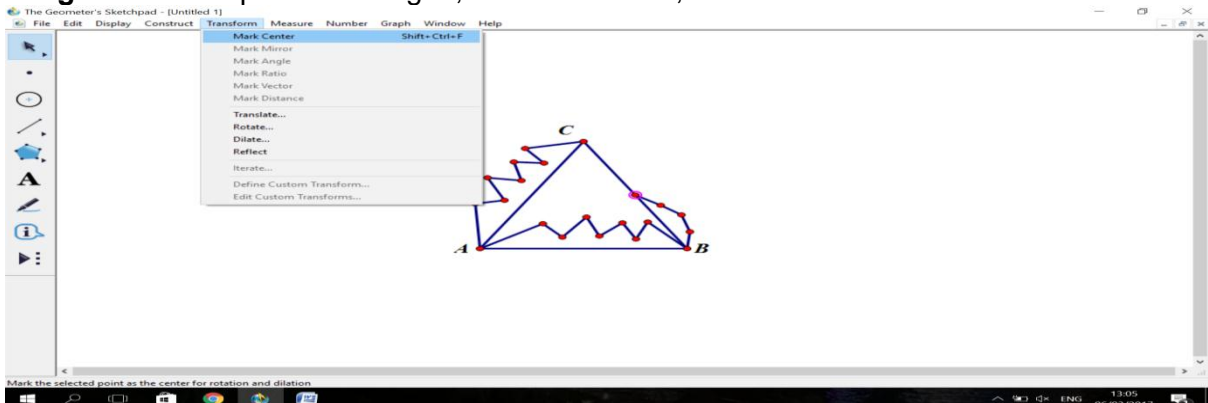 The Geometer's Sketchpad - [Untitled 1]
File Edit Display Construct Transform Measure Number Graph Window Help
Mark Center Shift+Ctrl+F
Mark Mirror
Mark Angle
Mark Ratio
Mark Vector
Mark Distance
Translate...
Rotate...
Dilate...
Reflect
Iterate...
Define Custom Transform...
Edit Custom Transforms...
A
C
A
B
Mark the selected point as the center for rotation and dilation
ENG
13:05